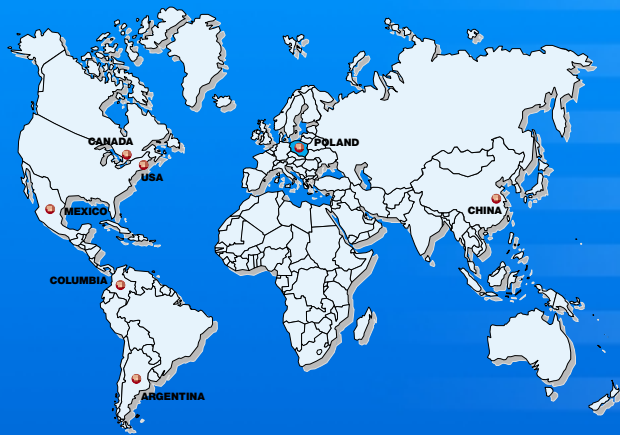 CANADA
POLAND
USA
CHINA
MEXICO
COLUMBIA
ARGENTINA